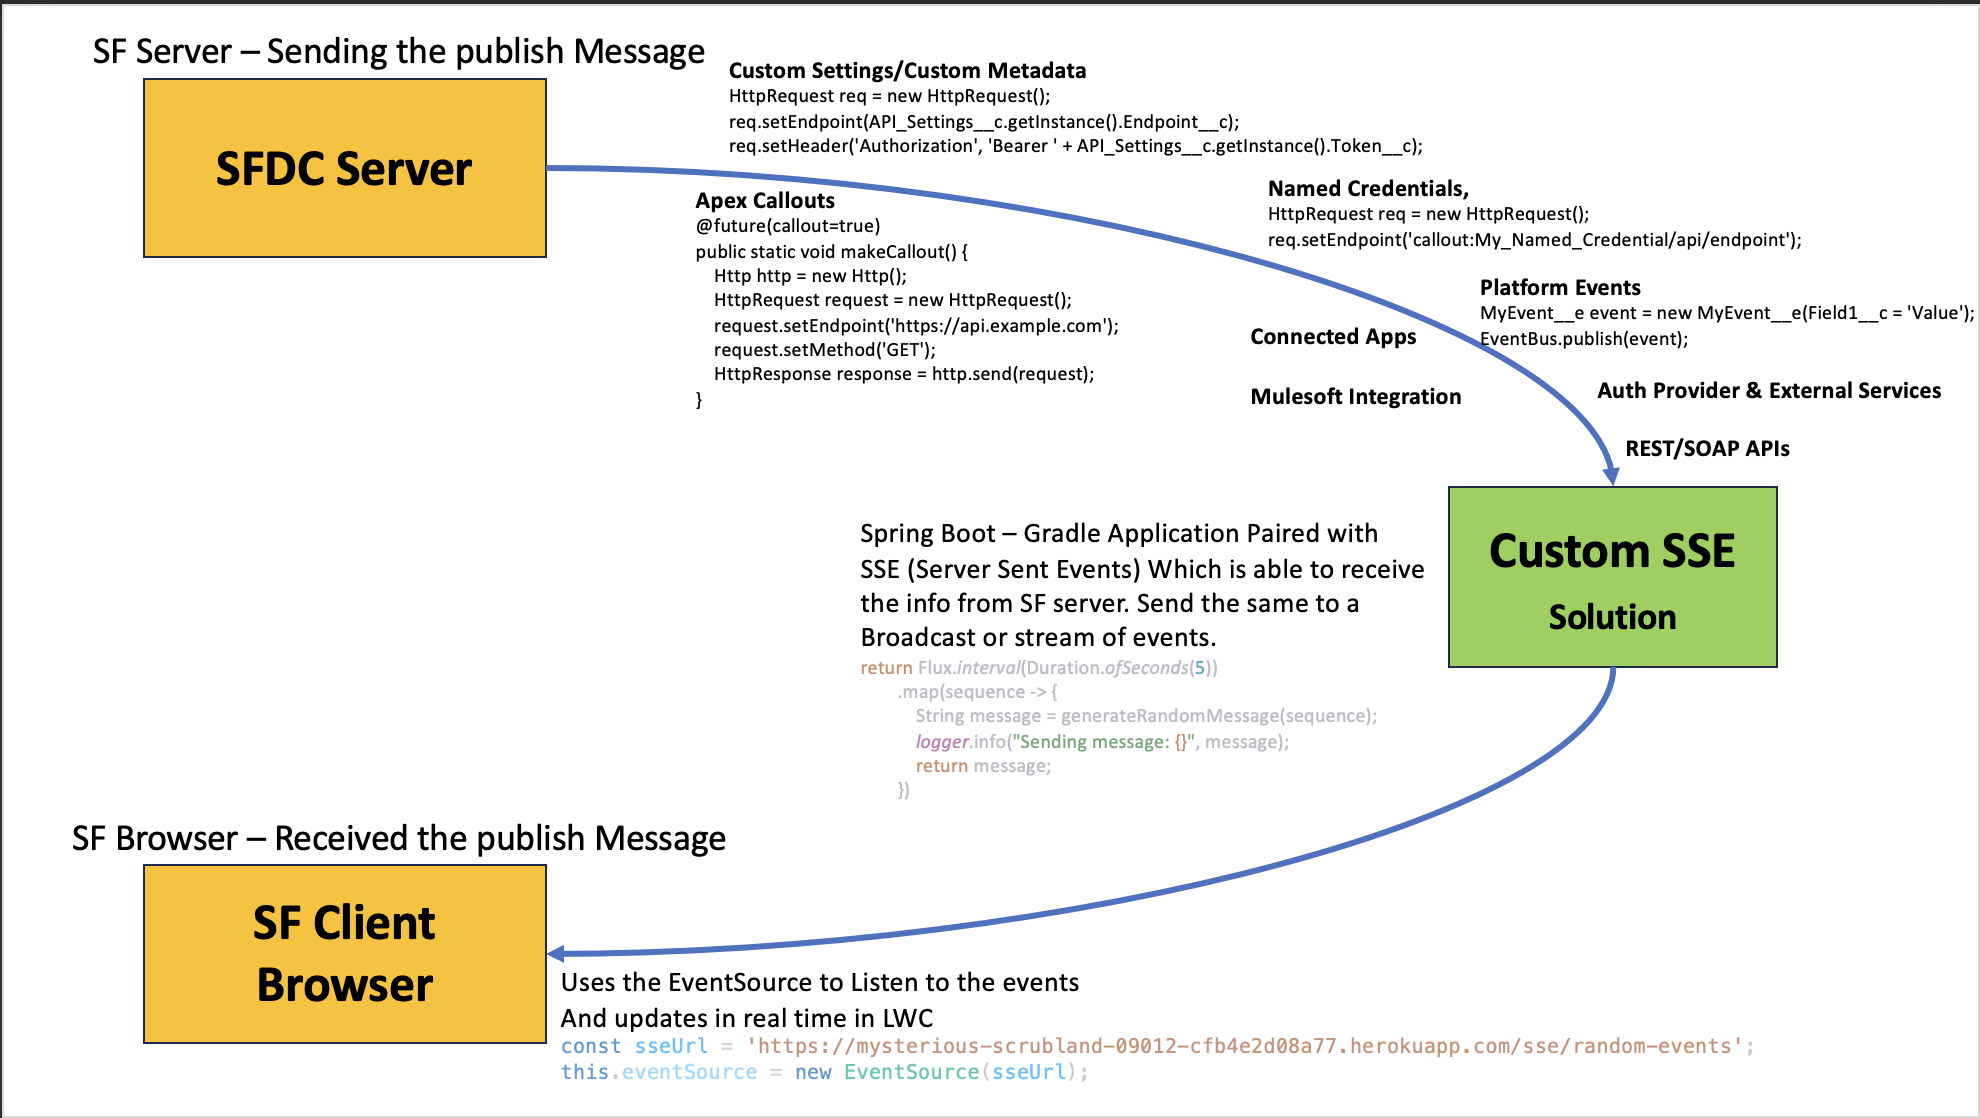 SF Server – Sending the publish Message
SFDC Server
Custom Settings/Custom Metadata
HttpRequest req = new HttpRequest();
req.setEndpoint(API_Settings__c.getInstance().Endpoint__c);
req.setHeader('Authorization', 'Bearer ' + API_Settings__c.getInstance().Token__c);
Apex Callouts
@future(callout=true)
public static void makeCallout() {
Http http = new Http();
HttpRequest request = new HttpRequest();
request.setEndpoint('https://api.example.com');
request.setMethod('GET');
HttpResponse response = http.send(request);
}
Named Credentials,
HttpRequest req = new HttpRequest();
req.setEndpoint('callout:My_Named_Credential/api/endpoint');
Platform Events
MyEvent__e event = new MyEvent__e(Field1__c = 'Value');
EventBus.publish(event);
Connected Apps
Mulesoft Integration
Auth Provider & External Services
REST/SOAP APIs
Custom SSE
Solution
Spring Boot – Gradle Application Paired with
SSE (Server Sent Events) Which is able to receive
the info from SF server. Send the same to a
Broadcast or stream of events.
return Flux.interval(Duration.ofSeconds(5))
.map(sequence -> {
String message = generateRandomMessage(sequence);
logger.info("Sending message: {}", message);
return message;
})
SF Browser – Received the publish Message
SF Client
Browser
Uses the EventSource to Listen to the events
And updates in real time in LWC
const sseUrl = 'https://mysterious-scrubland-09012-cfb4e2d08a77.herokuapp.com/sse/random-events';
this.eventSource = new EventSource(sseUrl);